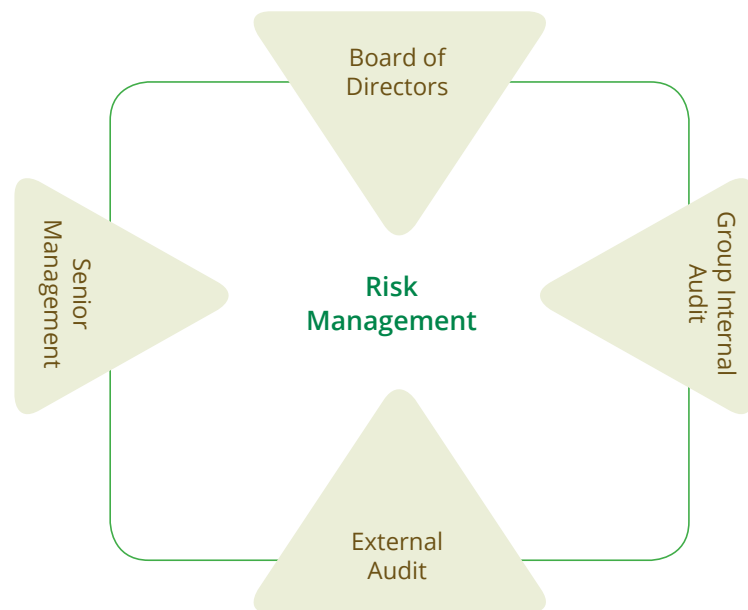 Board of
Directors
Senior
Management
Risk
Management
Group Internal
Audit
External
Audit